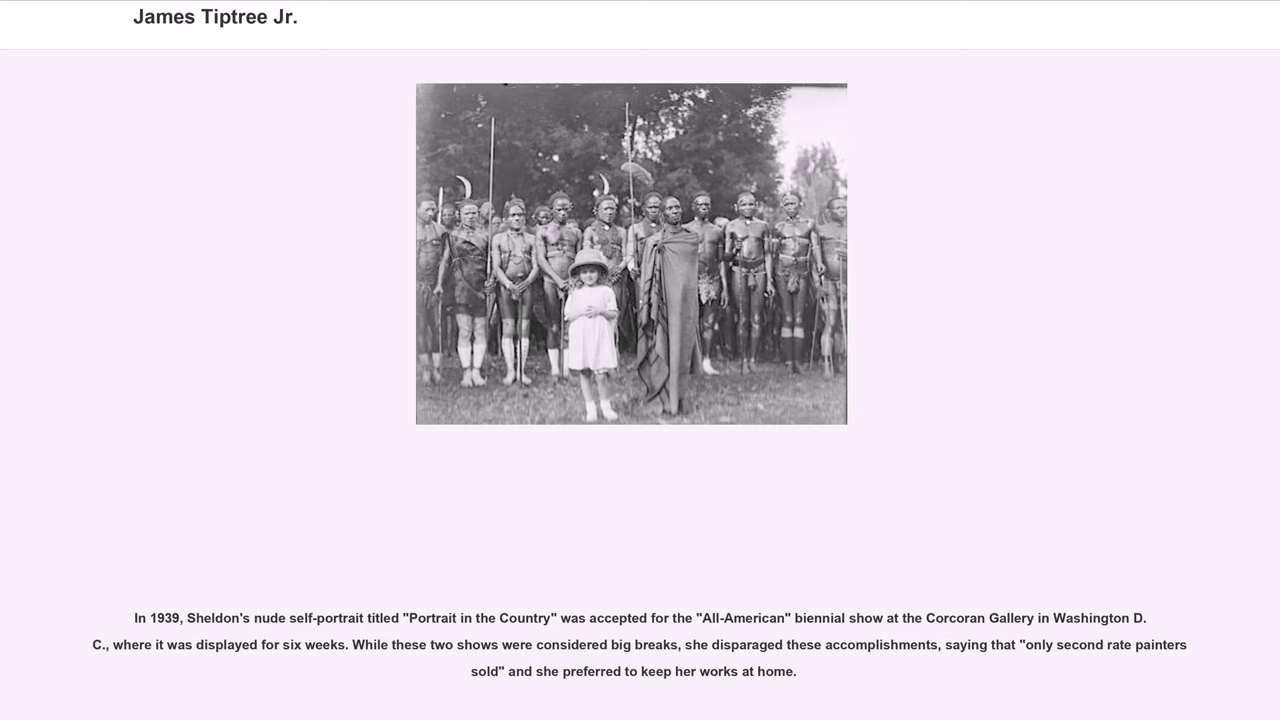 James Tiptree Jr.
In 1939, Sheldon's nude self-portrait titled "Portrait in the Country" was accepted for the "All-American" biennial show at the Corcoran Gallery in Washington D.
C., where it was displayed for six weeks. While these two shows were considered big breaks, she disparaged these accomplishments, saying that "only second rate painters
sold" and she preferred to keep her works at home.